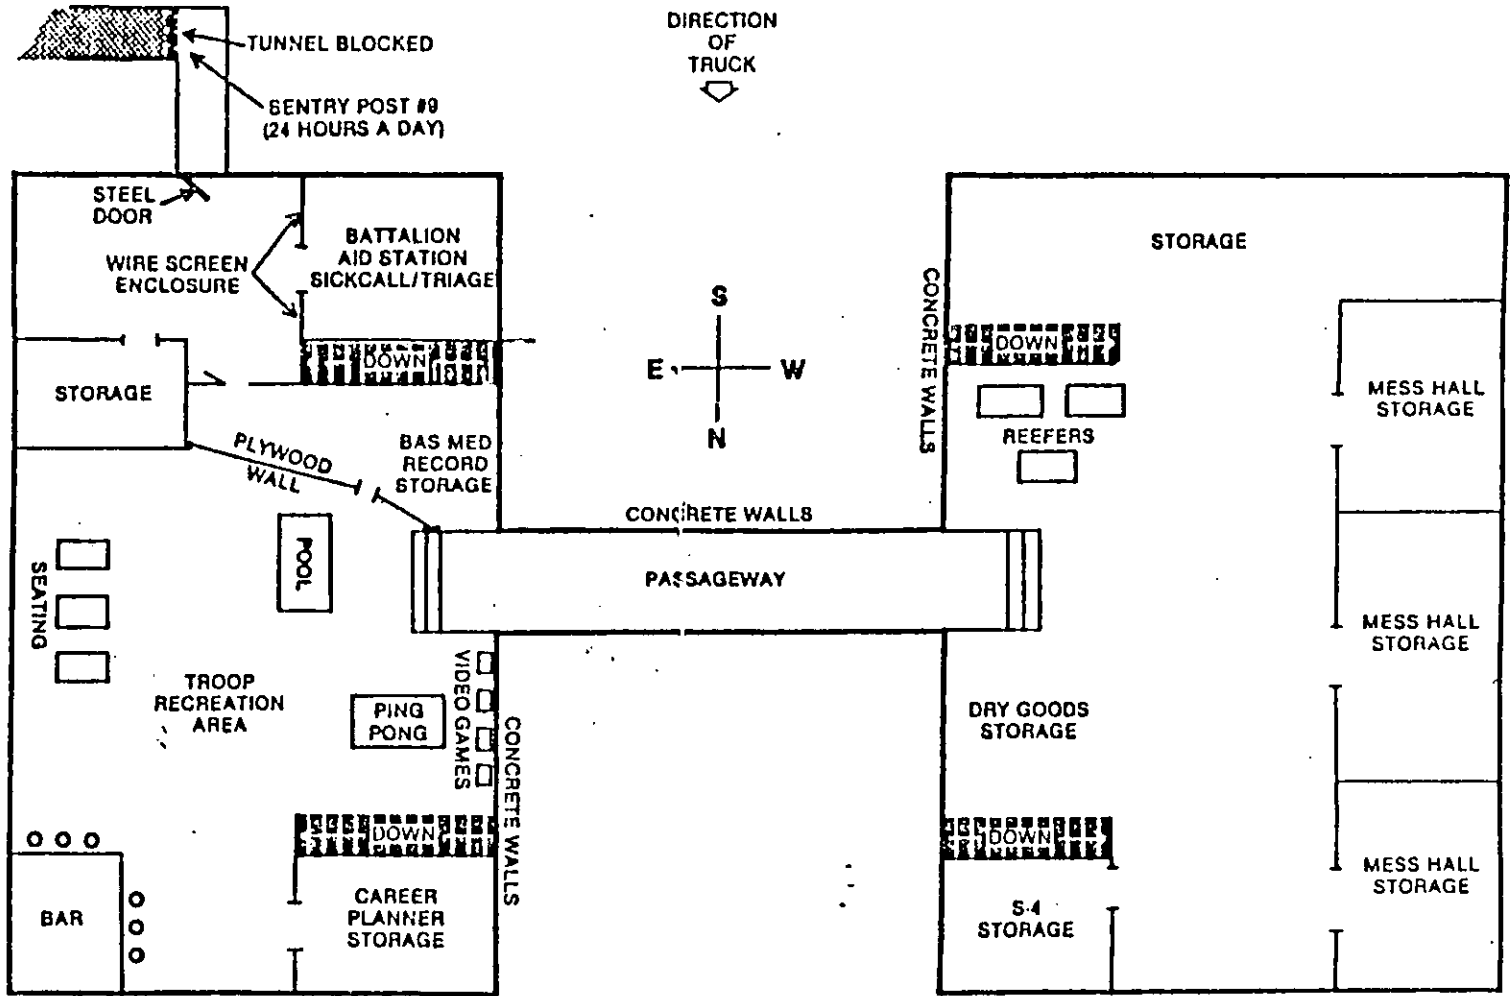 DIRECTION
OF
TRUCK
TUNNEL BLOCKED
SENTRY POST #9
(24 HOURS A DAY)
STEEL
DOOR
WIRE SCREEN
ENCLOSURE
BATTALION
AID STATION
SICKCALL/TRIAGE
DOWN
STORAGE
PLYWOOD
WALL
BAS MED
RECORD
STORAGE
S
E
W
N
CONCRETE WALLS
PASSAGEWAY
SEATING
POOL
TROOP
RECREATION
AREA
PING
PONG
VIDEO GAMES
CONCRETE WALLS
DOWN
BAR
CAREER
PLANNER
STORAGE
STORAGE
CONCRETE WALLS
DOWN
REEFERS
MESS HALL
STORAGE
MESS HALL
STORAGE
DRY GOODS
STORAGE
DOWN
S-4
STORAGE
MESS HALL
STORAGE